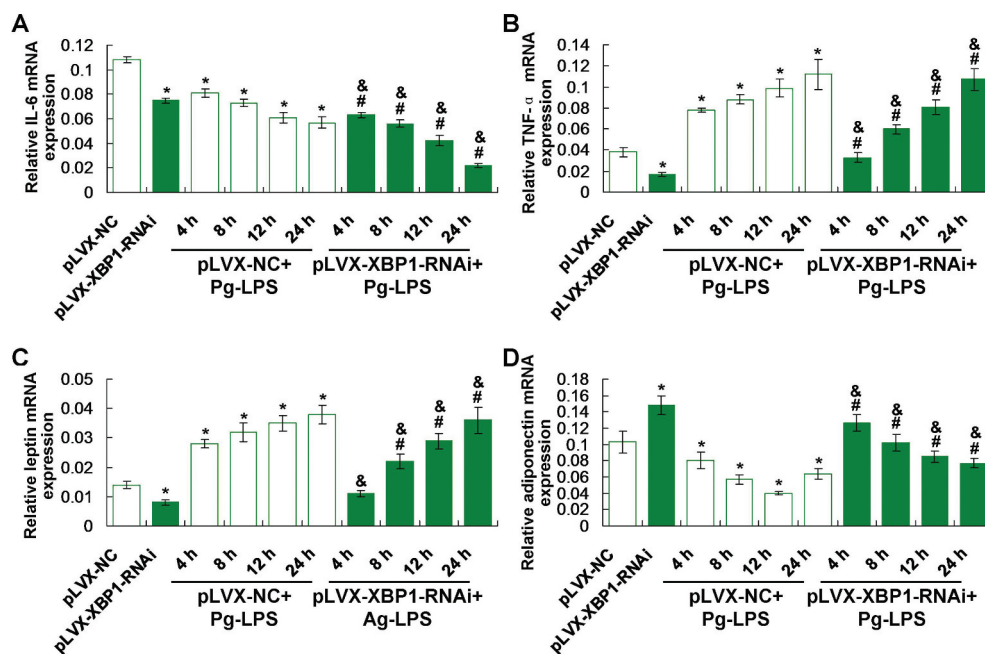 A
Relative IL-6 mRNA
expression
0.12
0.1
0.08
0.06
0.04
0.02
0
* * * * * & # & # & # & #
pLVX-NC
pLVX-XBP1-RNAi
4 h
8 h
12 h
24 h
4 h
8 h
12 h
24 h
pLVX-NC+
Pg-LPS
pLVX-XBP1-RNAi+
Pg-LPS
B
Relative TNF-α mRNA
expression
0.14
0.12
0.1
0.08
0.06
0.04
0.02
0
* * * * * & # & # & # & #
pLVX-NC
pLVX-XBP1-RNAi
4 h
8 h
12 h
24 h
4 h
8 h
12 h
24 h
pLVX-NC+
Pg-LPS
pLVX-XBP1-RNAi+
Pg-LPS
C
Relative leptin mRNA
expression
0.05
0.04
0.03
0.02
0.01
0
* * * * * & & # & # & #
pLVX-NC
pLVX-XBP1-RNAi
4 h
8 h
12 h
24 h
4 h
8 h
12 h
24 h
pLVX-NC+
Pg-LPS
pLVX-XBP1-RNAi+
Ag-LPS
D
Relative adiponectin mRNA
expression
0.18
0.16
0.14
0.12
0.1
0.08
0.06
0.04
0.02
0
* * * * * & # & # & # & #
pLVX-NC
pLVX-XBP1-RNAi
4 h
8 h
12 h
24 h
4 h
8 h
12 h
24 h
pLVX-NC+
Pg-LPS
pLVX-XBP1-RNAi+
Pg-LPS